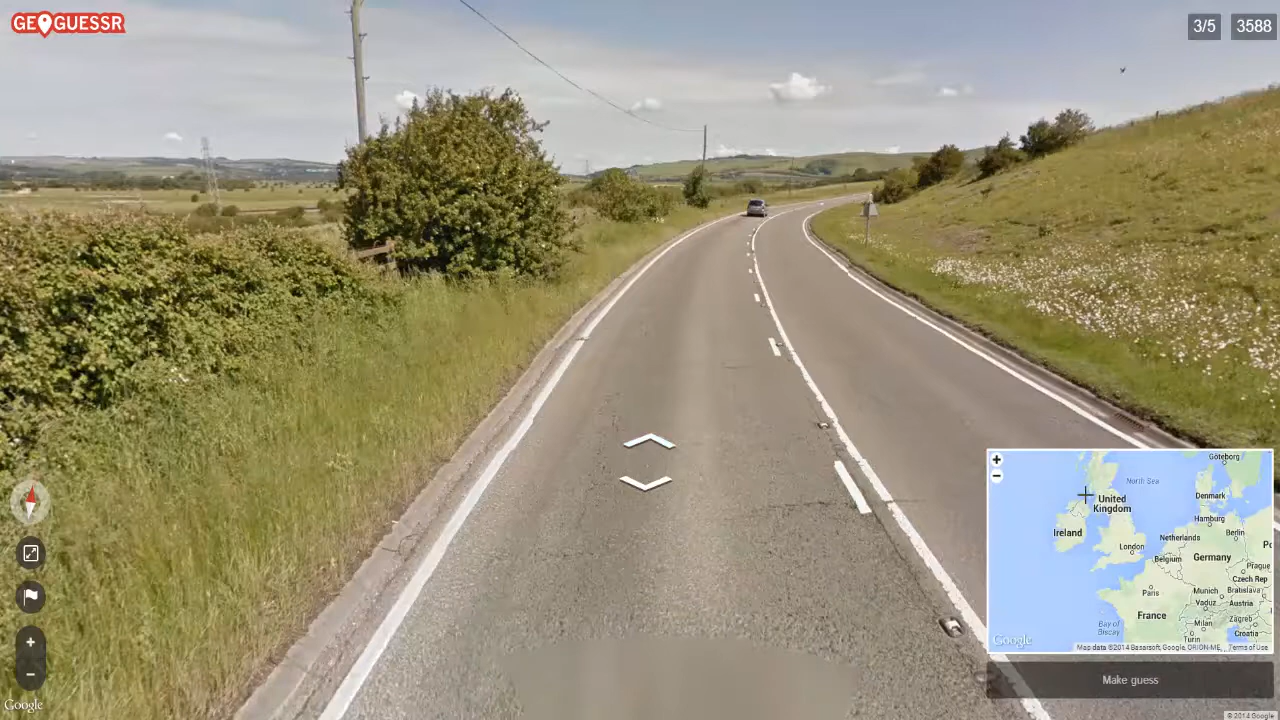 GEOGUESSR
3/5
3588
Göteborg
North Sea
Denmark
United
Kingdom
Ireland
Hamburg
Netherlands
Berlin
London
Belgium
Germany
Prague
Paris
Czech Rep
Munich
Bratislava
Vaduz
Austria
France
Milan
Zagreb
Bay of
Biscay
Turin
Croatia
Google
Map data ©2014 Basarsoft, Google, ORION-ME
Terms of Use
Make guess
Google
© 2014 Google